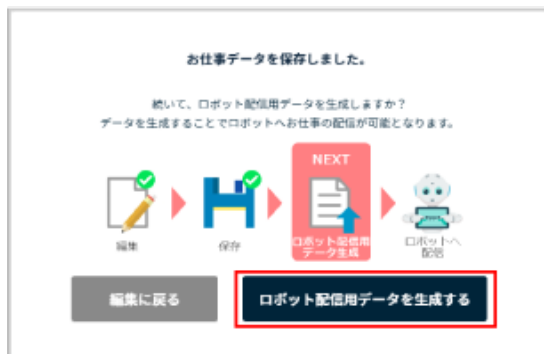 お仕事データを保存しました。
続いて、ロボット配信用データを生成しますか？
データを生成することでロボットへお仕事の配信が可能となります。
NEXT
編集
保存
ロボット配信用
データ生成
ロボットへ
配信
編集に戻る
ロボット配信用データを生成する